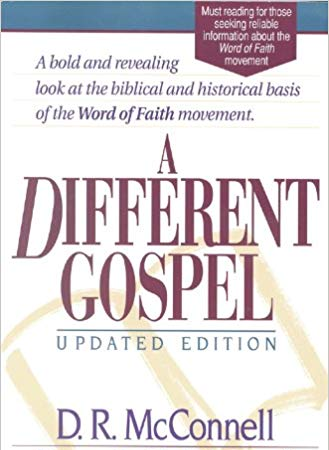 Must reading for those
seeking reliable
information about the
Word of Faith
movement
A bold and revealing
look at the biblical and historical basis
of the Word of Faith movement.
A
DIFFERENT
GOSPEL
UPDATED EDITION
D. R. McConnell